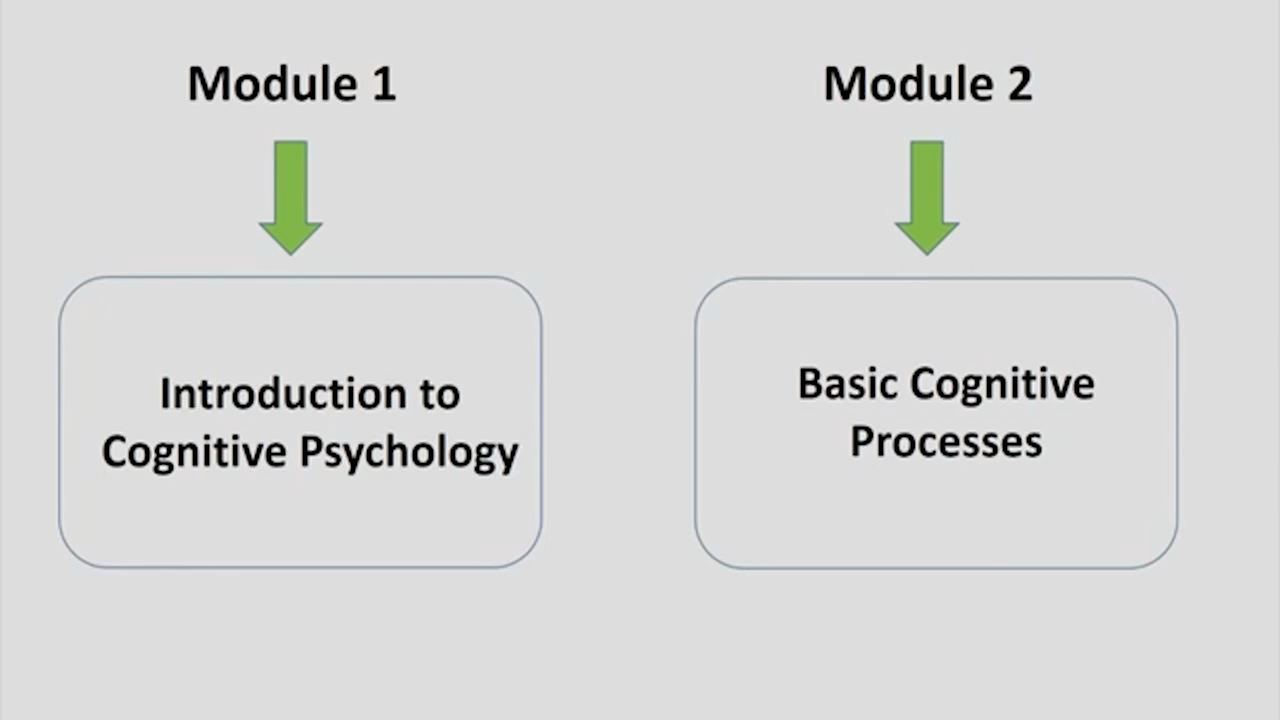 Module 1
Introduction to
Cognitive Psychology
Module 2
Basic Cognitive
Processes